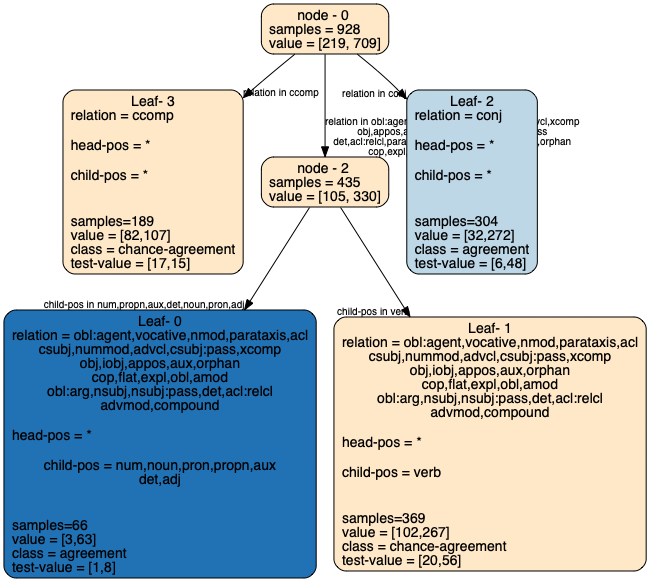 node - 0
samples = 928
value = [219, 709]
relation in ccomp
relation in
relation in obl:agent
vcl,xcomp
obj,appos,a
ss
det,acl:relcl,para
,orphan
cop,expl
Leaf- 3
relation = ccomp
head-pos = *
child-pos = *
samples=189
value = [82,107]
class = chance-agreement
test-value = [17,15]
node - 2
samples = 435
value = [105, 330]
Leaf- 2
relation = conj
head-pos = *
child-pos = *
samples=304
value = [32,272]
class = agreement
test-value = [6,48]
child-pos in num,propn,aux,det,noun,pron,adj
child-pos in verb
Leaf- 0
relation = obl:agent,vocative,nmod,parataxis,acl
csubj,nummod,advcl,csubj:pass,xcomp
obj,iobj,appos,aux,orphan
cop,flat,expl,obl,amod
obl:arg,nsubj,nsubj:pass,det,acl:relcl
advmod,compound
head-pos = *
child-pos = num,noun,pron,propn,aux
det,adj
samples=66
value = [3,63]
class = agreement
test-value = [1,8]
Leaf- 1
relation = obl:agent,vocative,nmod,parataxis,acl
csubj,nummod,advcl,csubj:pass,xcomp
obj,iobj,appos,aux,orphan
cop,flat,expl,obl,amod
obl:arg,nsubj,nsubj:pass,det,acl:relcl
advmod,compound
head-pos = *
child-pos = verb
samples=369
value = [102,267]
class = chance-agreement
test-value = [20,56]